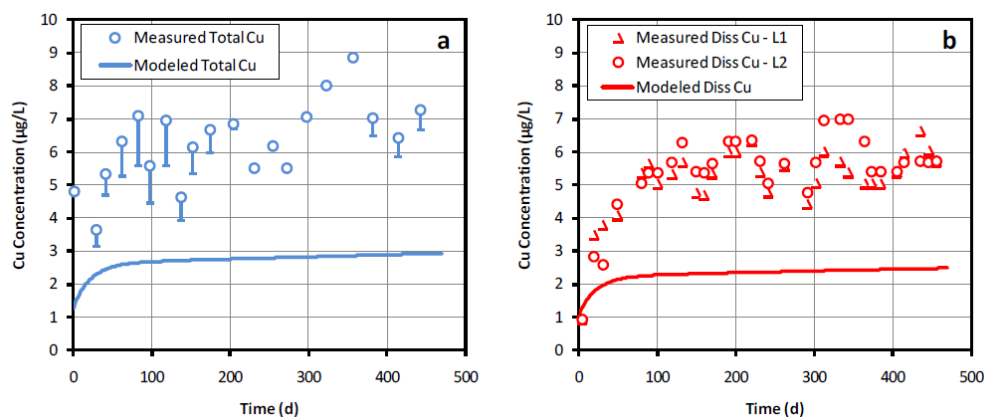 a
Measured Total Cu
Modeled Total Cu
Cu Concentration (µg/L)
10
9
8
7
6
5
4
3
2
1
0
0 100 200 300 400 500
Time (d)
b
Measured Diss Cu - L1
Measured Diss Cu - L2
Modeled Diss Cu
Cu Concentration (µg/L)
10
9
8
7
6
5
4
3
2
1
0
0 100 200 300 400 500
Time (d)